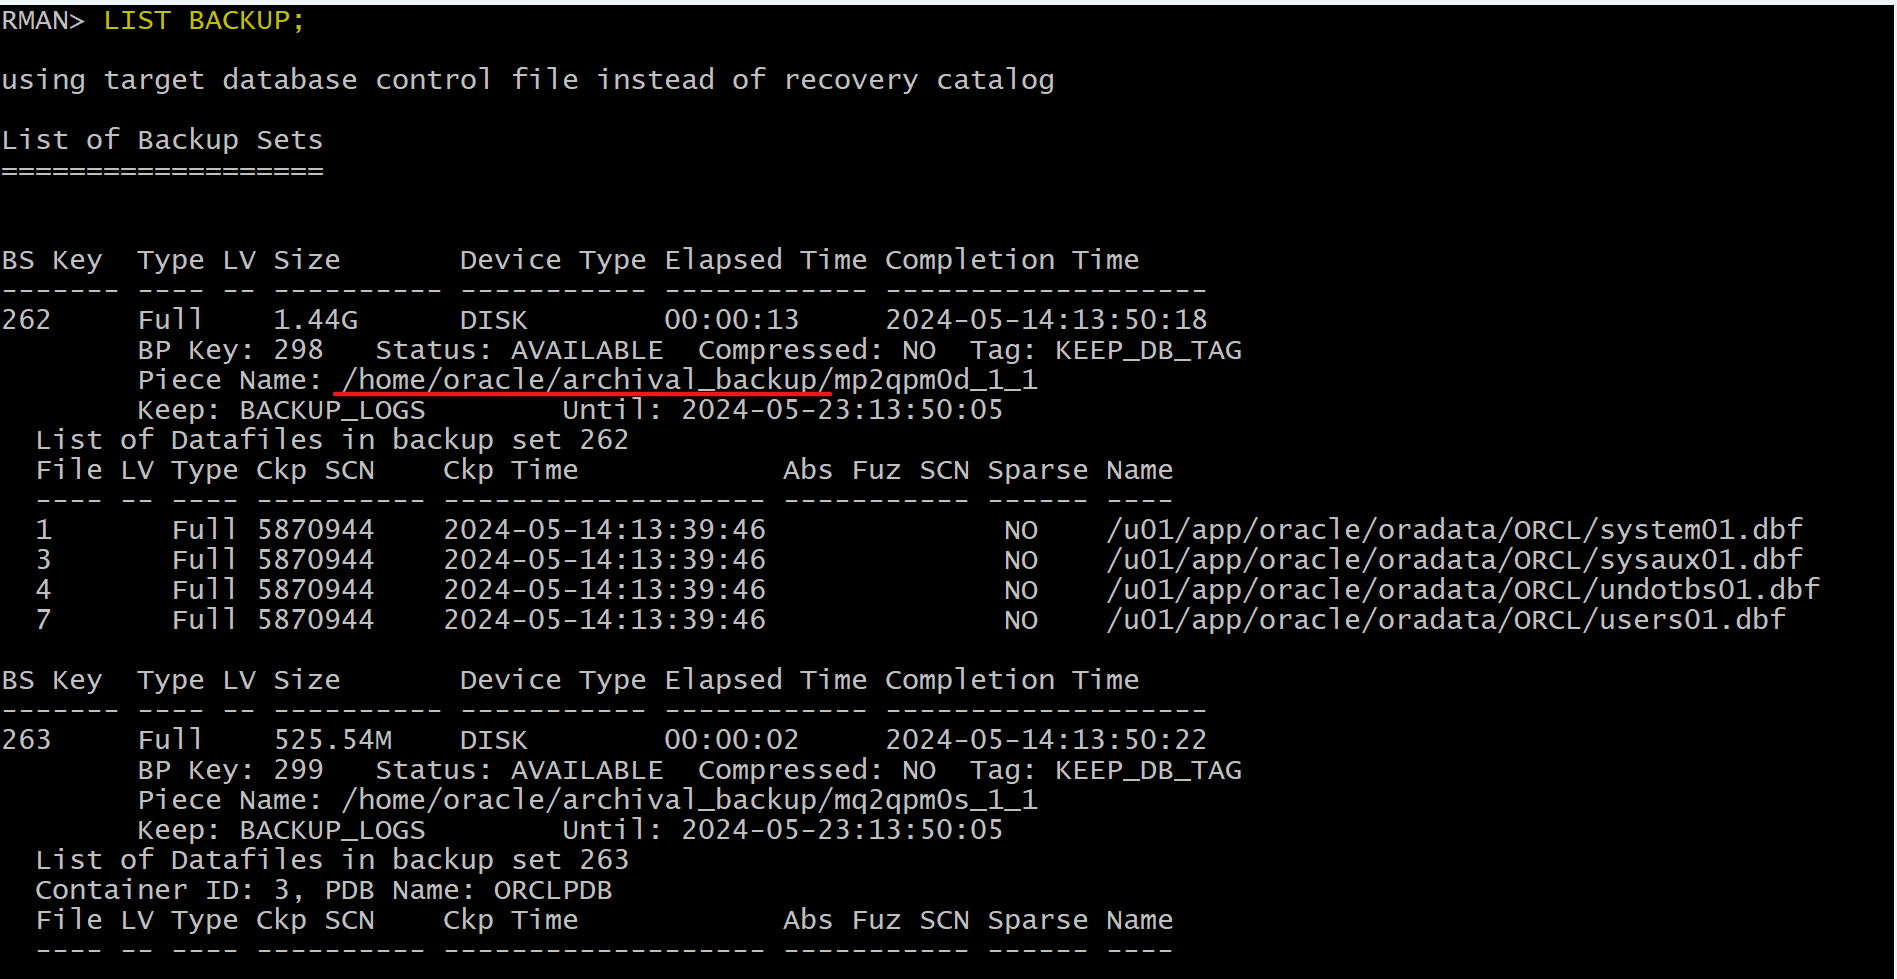 RMAN> LIST BACKUP;
using target database control file instead of recovery catalog
List of Backup Sets
===================
BS Key  Type LV Size       Device Type Elapsed Time Completion Time
------- ---- -- ---------- ----------- ------------ -------------------
262     Full    1.44G      DISK        00:00:13     2024-05-14:13:50:18
        BP Key: 298   Status: AVAILABLE  Compressed: NO  Tag: KEEP_DB_TAG
        Piece Name: /home/oracle/archival_backup/mp2qpm0d_1_1
        Keep: BACKUP_LOGS        Until: 2024-05-23:13:50:05
  List of Datafiles in backup set 262
  File LV Type Ckp SCN    Ckp Time            Abs Fuz SCN Sparse Name
  ---- -- ---- ---------- ------------------- ----------- ------ ----
  1       Full 5870944    2024-05-14:13:39:46              NO    /u01/app/oracle/oradata/ORCL/system01.dbf
  3       Full 5870944    2024-05-14:13:39:46              NO    /u01/app/oracle/oradata/ORCL/sysaux01.dbf
  4       Full 5870944    2024-05-14:13:39:46              NO    /u01/app/oracle/oradata/ORCL/undotbs01.dbf
  7       Full 5870944    2024-05-14:13:39:46              NO    /u01/app/oracle/oradata/ORCL/users01.dbf
BS Key  Type LV Size       Device Type Elapsed Time Completion Time
------- ---- -- ---------- ----------- ------------ -------------------
263     Full    525.54M    DISK        00:00:02     2024-05-14:13:50:22
        BP Key: 299   Status: AVAILABLE  Compressed: NO  Tag: KEEP_DB_TAG
        Piece Name: /home/oracle/archival_backup/mq2qpm0s_1_1
        Keep: BACKUP_LOGS        Until: 2024-05-23:13:50:05
  List of Datafiles in backup set 263
  Container ID: 3, PDB Name: ORCLPDB
  File LV Type Ckp SCN    Ckp Time            Abs Fuz SCN Sparse Name
  ---- -- ---- ---------- ------------------- ----------- ------ ----